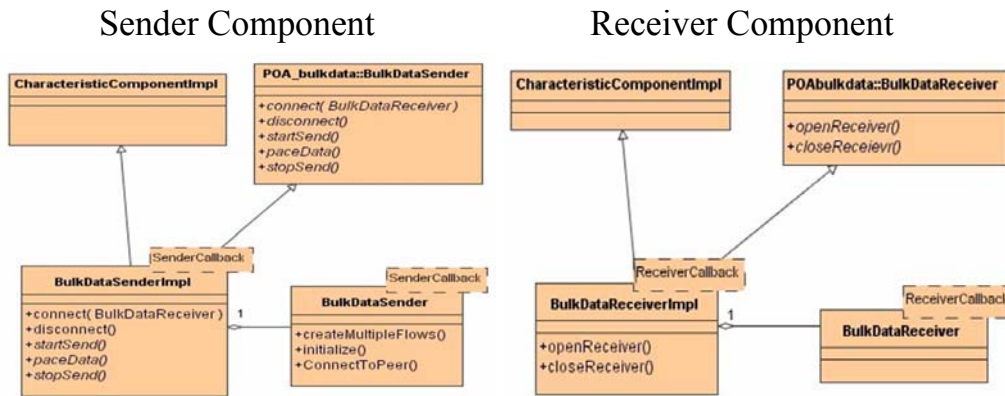 Sender Component
CharacteristicComponentImpl
POA_bulkdata::BulkDataSender
+connect( BulkDataReceiver )
+disconnect()
+startSend()
+paceData()
+stopSend()
SenderCallback
BulkDataSenderImpl
+connect( BulkDataReceiver )
+disconnect()
+startSend()
+paceData()
+stopSend()
1
SenderCallback
BulkDataSender
+createMultipleFlows()
+initialize()
+ConnectToPeer()
Receiver Component
CharacteristicComponentImpl
POAbulkdata::BulkDataReceiver
+openReceiver()
+closeReceievr()
ReceiverCallback
BulkDataReceiverImpl
+openReceiver()
+closeReceiver()
1
ReceiverCallback
BulkDataReceiver